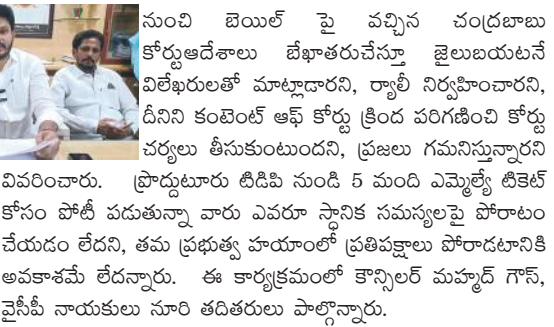 నుంచి బెయిల్ పై వచ్చిన చంద్రబాబు
కోర్టుఆదేశాలు బేఖాతరుచేస్తూ జైలుబయటనే
విలేఖరులతో మాట్లాడారని, ర్యాలీ నిర్వహించారని,
దీనిని కంటెంట్ ఆఫ్ కోర్టు క్రింద పరిగణించి కోర్టు
చర్యలు తీసుకుంటుందని, ప్రజలు గమనిస్తున్నారని
వివరించారు. ప్రొద్దుటూరు టిడిపి నుండి 5 మంది ఎమ్మెల్యే టికెట్
కోసం పోటీ పడుతున్నా వారు ఎవరూ స్థానిక సమస్యలపై పోరాటం
చేయడం లేదని, తమ ప్రభుత్వ హయాంలో ప్రతిపక్షాలు పోరాడటానికి
అవకాశమే లేదన్నారు. ఈ కార్యక్రమంలో కౌన్సిలర్ మహ్మద్ గౌస్,
వైసీపీ నాయకులు నూరి తదితరులు పాల్గొన్నారు.